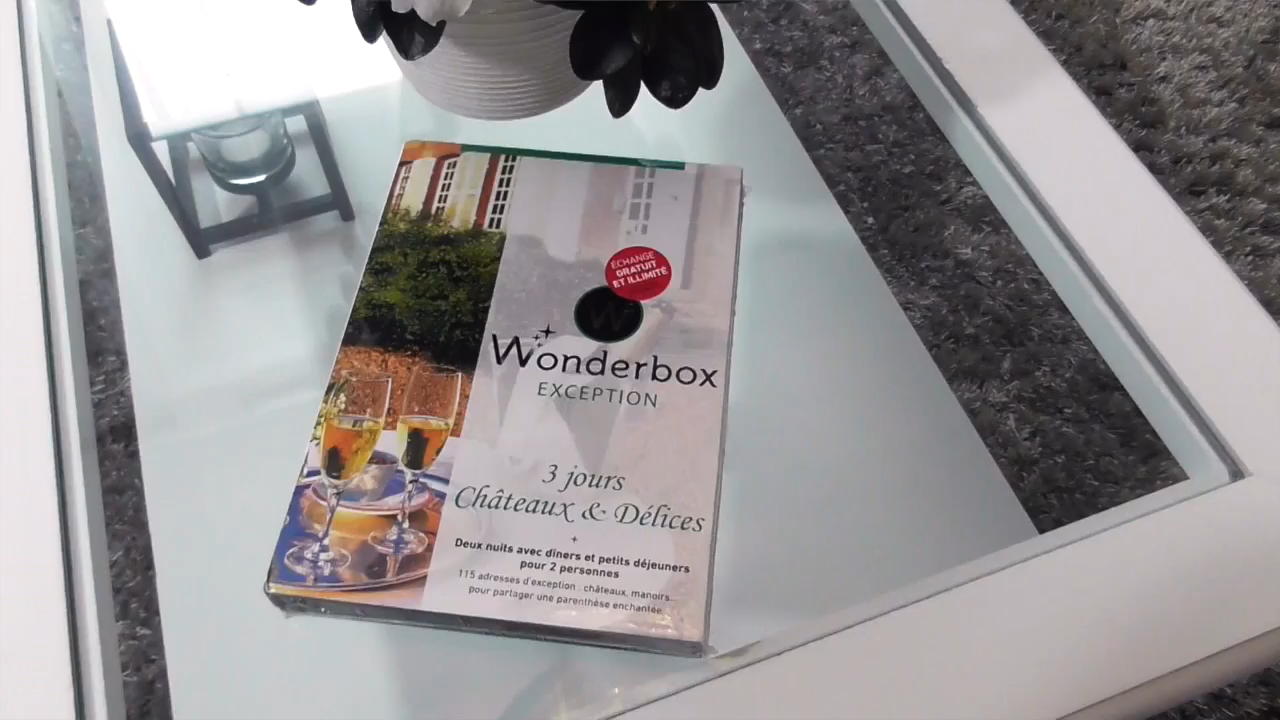 ÉCHANGE
GRATUIT
ET ILLIMITÉ
W
Wonderbox
EXCEPTION
3 jours
Châteaux & Délices
+
Deux nuits avec dîners et petits déjeuners
pour 2 personnes
115 adresses d'exception : châteaux, manoirs...
pour partager une parenthèse enchantée